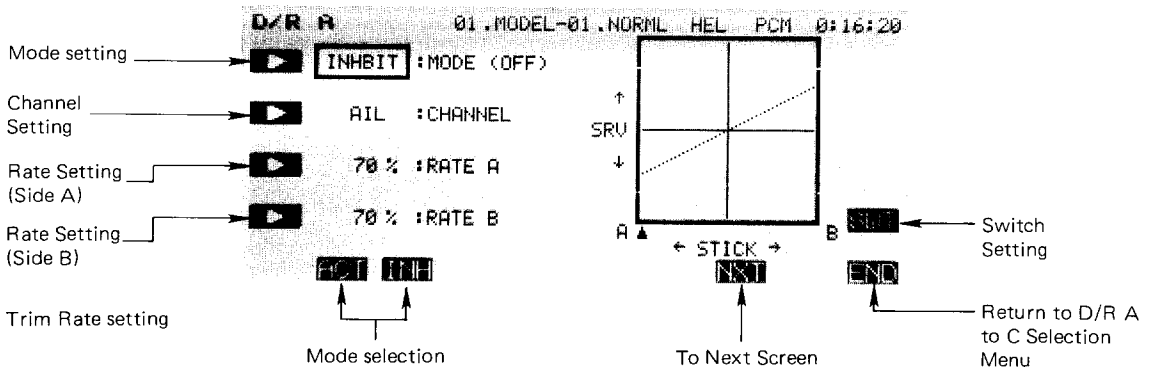 D/R A 01.MODEL-01.NORML HEL PCM 0:16:20
Mode setting
INHBIT :MODE (OFF)
Channel
Setting
AIL :CHANNEL
Rate Setting
(Side A)
70 % :RATE A
Rate Setting
(Side B)
70 % :RATE B
↑
SRV
↓
A
B
← STICK →
Switch
Setting
ACT INH
NXT
END
Trim Rate setting
Mode selection
To Next Screen
Return to D/R A
to C Selection
Menu